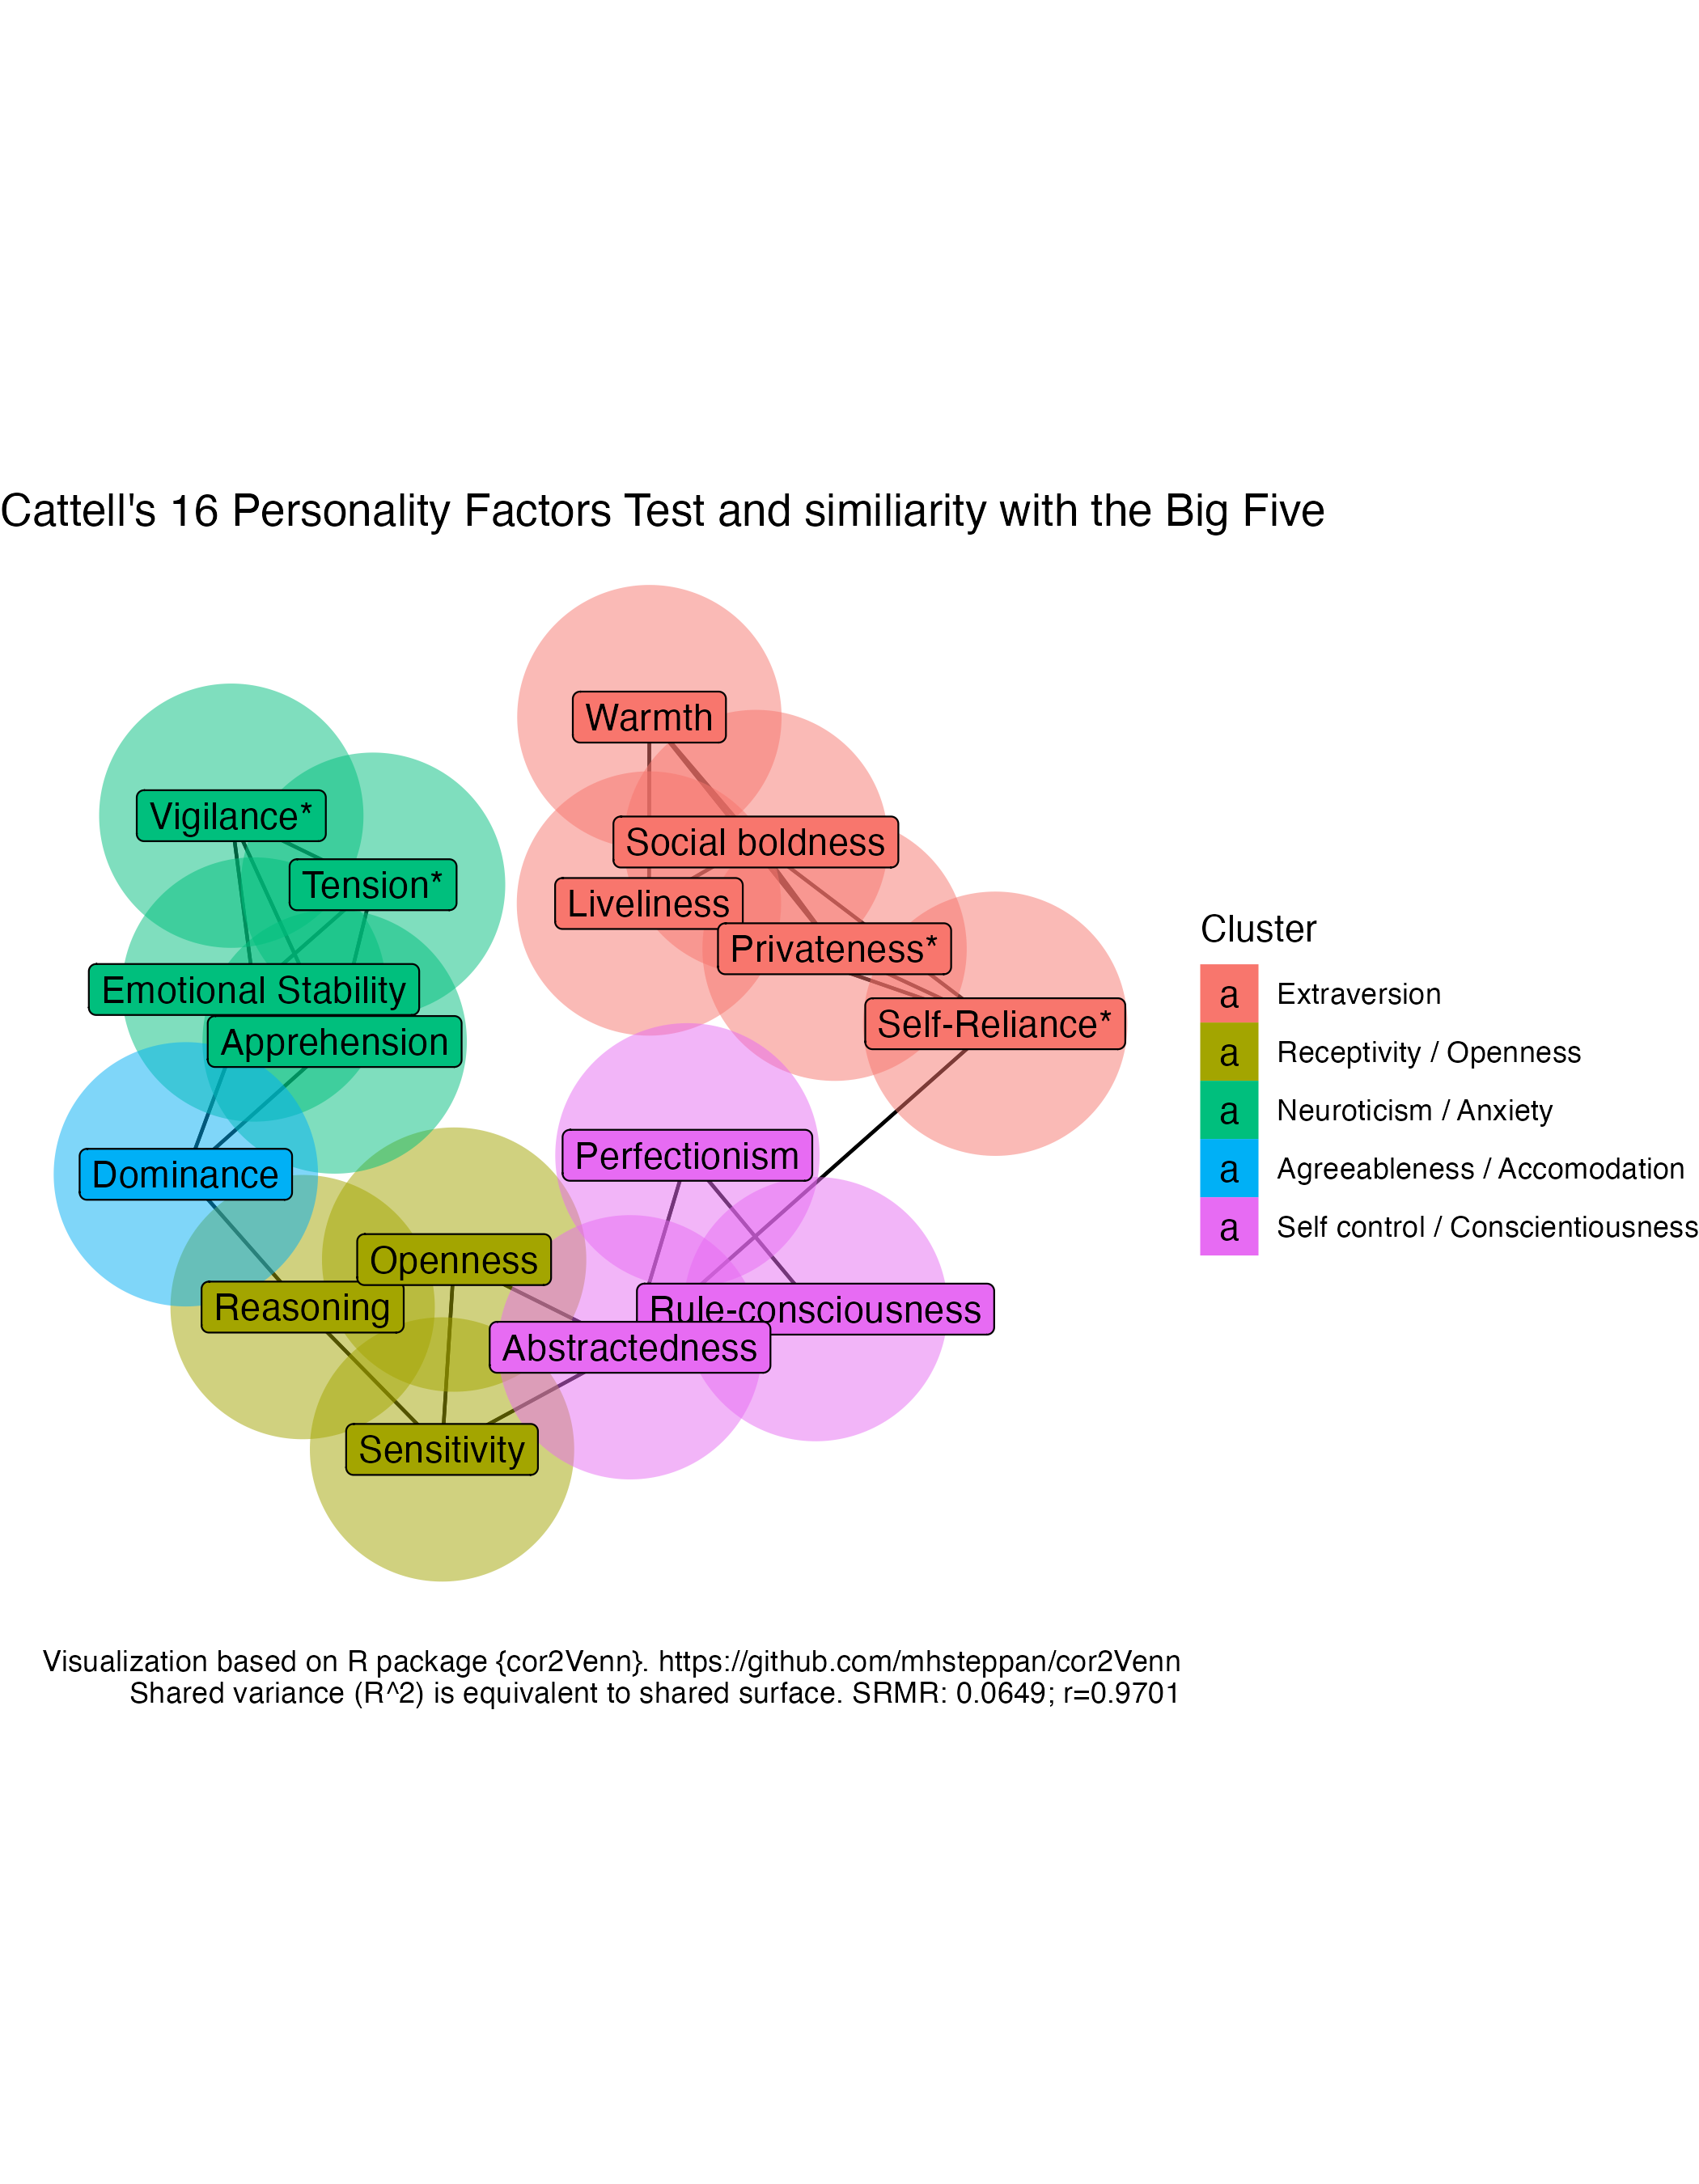 Cattell's 16 Personality Factors Test and similiarity with the Big Five
Warmth
Vigilance*
Social boldness
Tension*
Liveliness
Privateness*
Emotional Stability
Self-Reliance*
Apprehension
Perfectionism
Dominance
Openness
Reasoning
Rule-consciousness
Abstractedness
Sensitivity
Cluster
a Extraversion
a Receptivity / Openness
a Neuroticism / Anxiety
a Agreeableness / Accomodation
a Self control / Conscientiousness
Visualization based on R package {cor2Venn}. https://github.com/mhsteppan/cor2Venn
Shared variance (R^2) is equivalent to shared surface. SRMR: 0.0649; r=0.9701